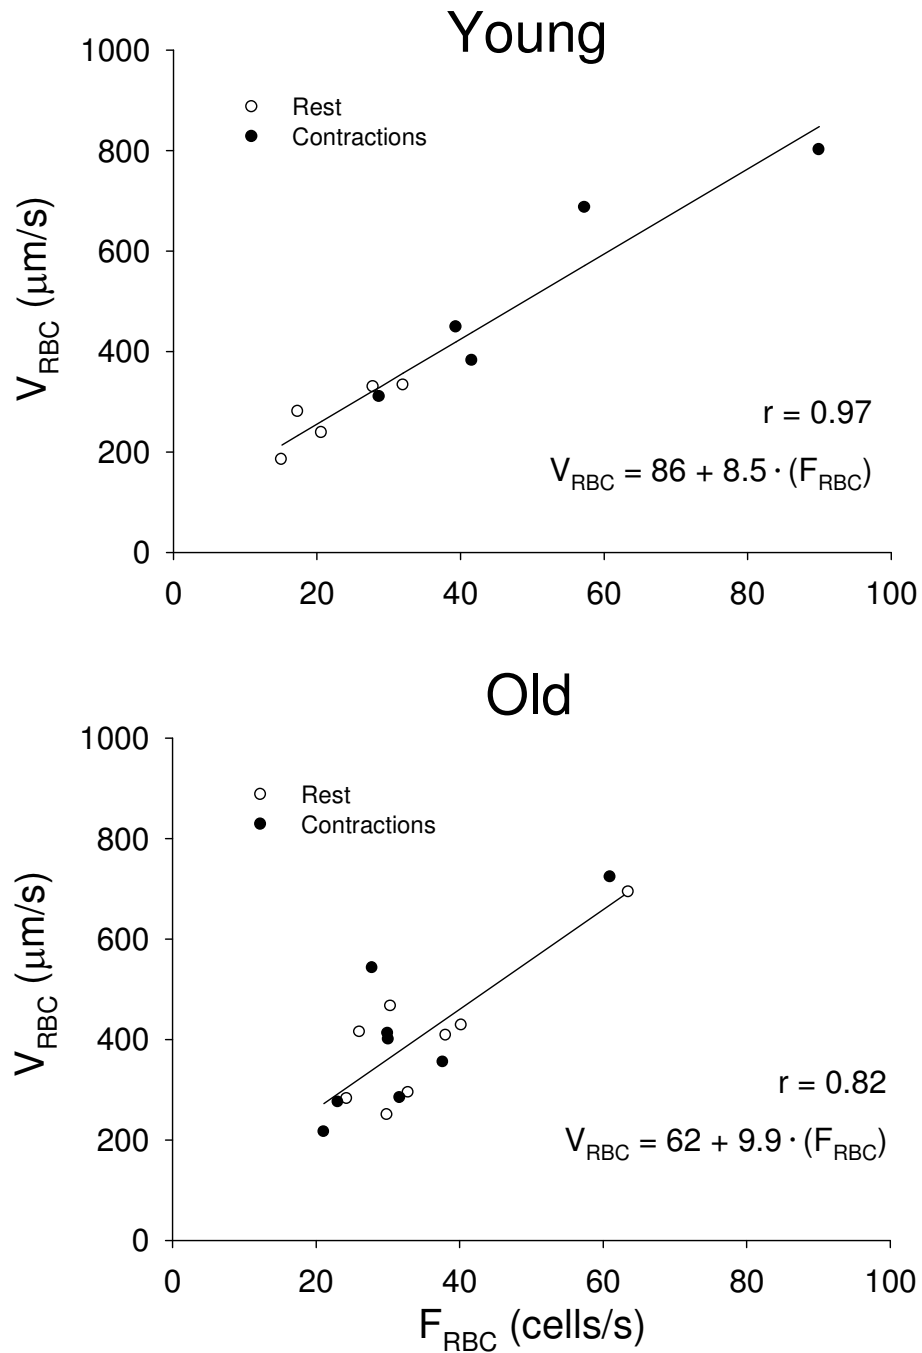 Young
1000
800
600
400
200
0
V_RBC (μm/s)
Rest
Contractions
r = 0.97
V_RBC = 86 + 8.5 · (F_RBC)
0 20 40 60 80 100
Old
1000
800
600
400
200
0
V_RBC (μm/s)
Rest
Contractions
r = 0.82
V_RBC = 62 + 9.9 · (F_RBC)
0 20 40 60 80 100
F_RBC (cells/s)